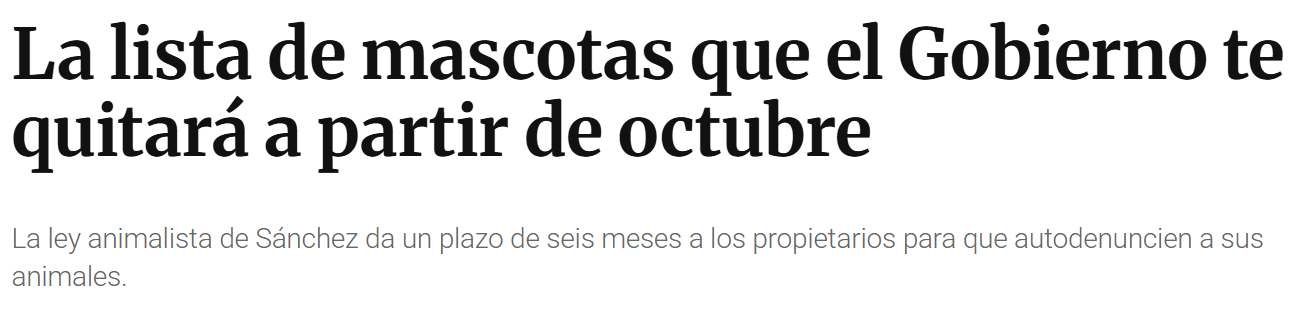 La lista de mascotas que el Gobierno te
quitará a partir de octubre
La ley animalista de Sánchez da un plazo de seis meses a los propietarios para que autodenuncien a sus
animales.